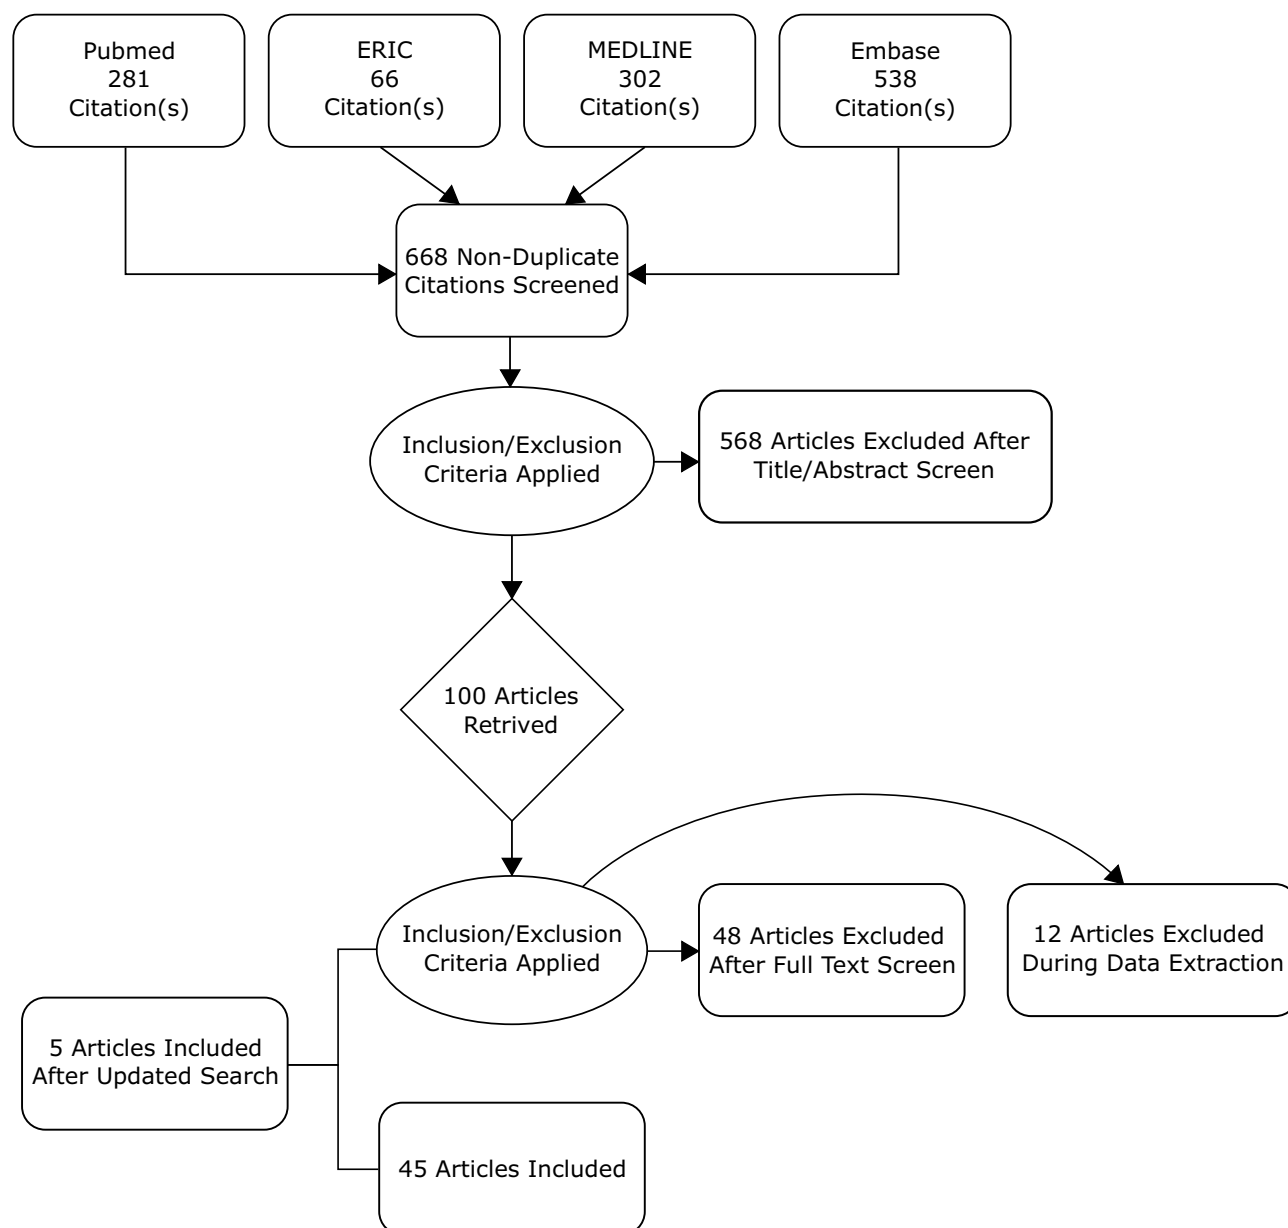 Pubmed
281
Citation(s)
ERIC
66
Citation(s)
MEDLINE
302
Citation(s)
Embase
538
Citation(s)
668 Non-Duplicate
Citations Screened
Inclusion/Exclusion
Criteria Applied
568 Articles Excluded After
Title/Abstract Screen
100 Articles
Retrived
Inclusion/Exclusion
Criteria Applied
48 Articles Excluded
After Full Text Screen
12 Articles Excluded
During Data Extraction
5 Articles Included
After Updated Search
45 Articles Included